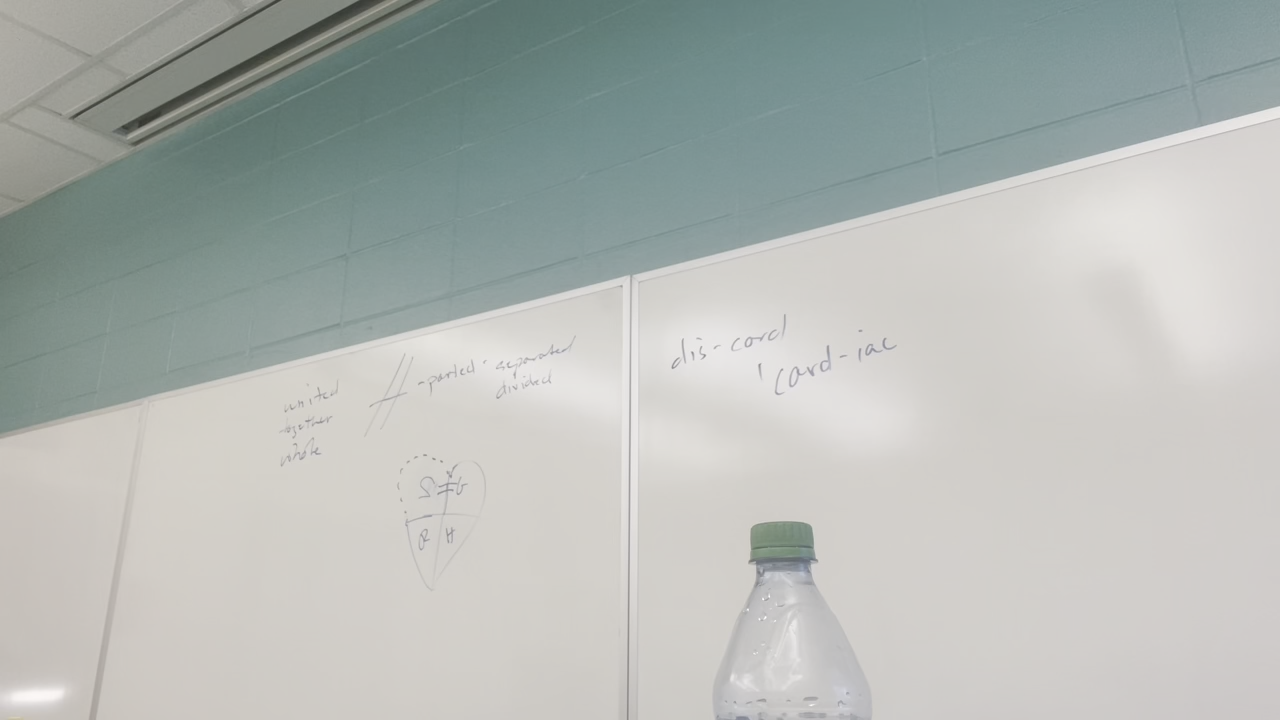 united
together
whole
-parted-
separated
divided
S G
R H
dis-cord
card-iac